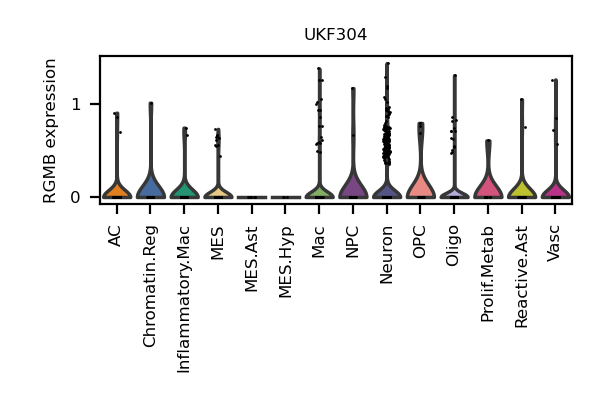 UKF304
RGMB expression
1
0
AC
Chromatin.Reg
Inflammatory.Mac
MES
MES.Ast
MES.Hyp
Mac
NPC
Neuron
OPC
Oligo
Prolif.Metab
Reactive.Ast
Vasc